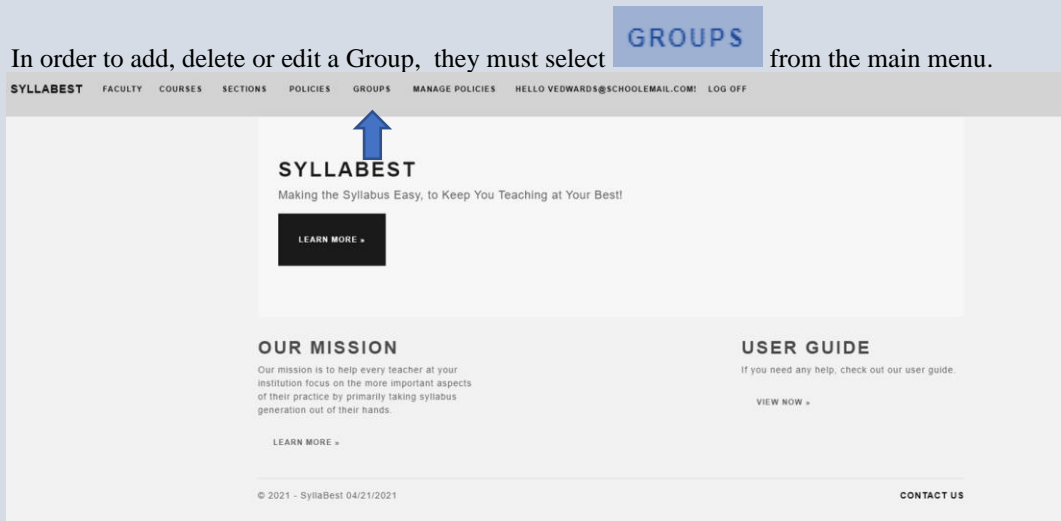 In order to add, delete or edit a Group, they must select GROUPS from the main menu.
SYLLABEST FACULTY COURSES SECTIONS POLICIES GROUPS MANAGE POLICIES HELLO VEDWARDS@SCHOOLEMAIL.COM! LOG OFF
SYLLABEST
Making the Syllabus Easy, to Keep You Teaching at Your Best!
LEARN MORE »
OUR MISSION
Our mission is to help every teacher at your
institution focus on the more important aspects
of their practice by primarily taking syllabus
generation out of their hands.
LEARN MORE »
USER GUIDE
If you need any help, check out our user guide.
VIEW NOW »
© 2021 - SyllaBest 04/21/2021
CONTACT US